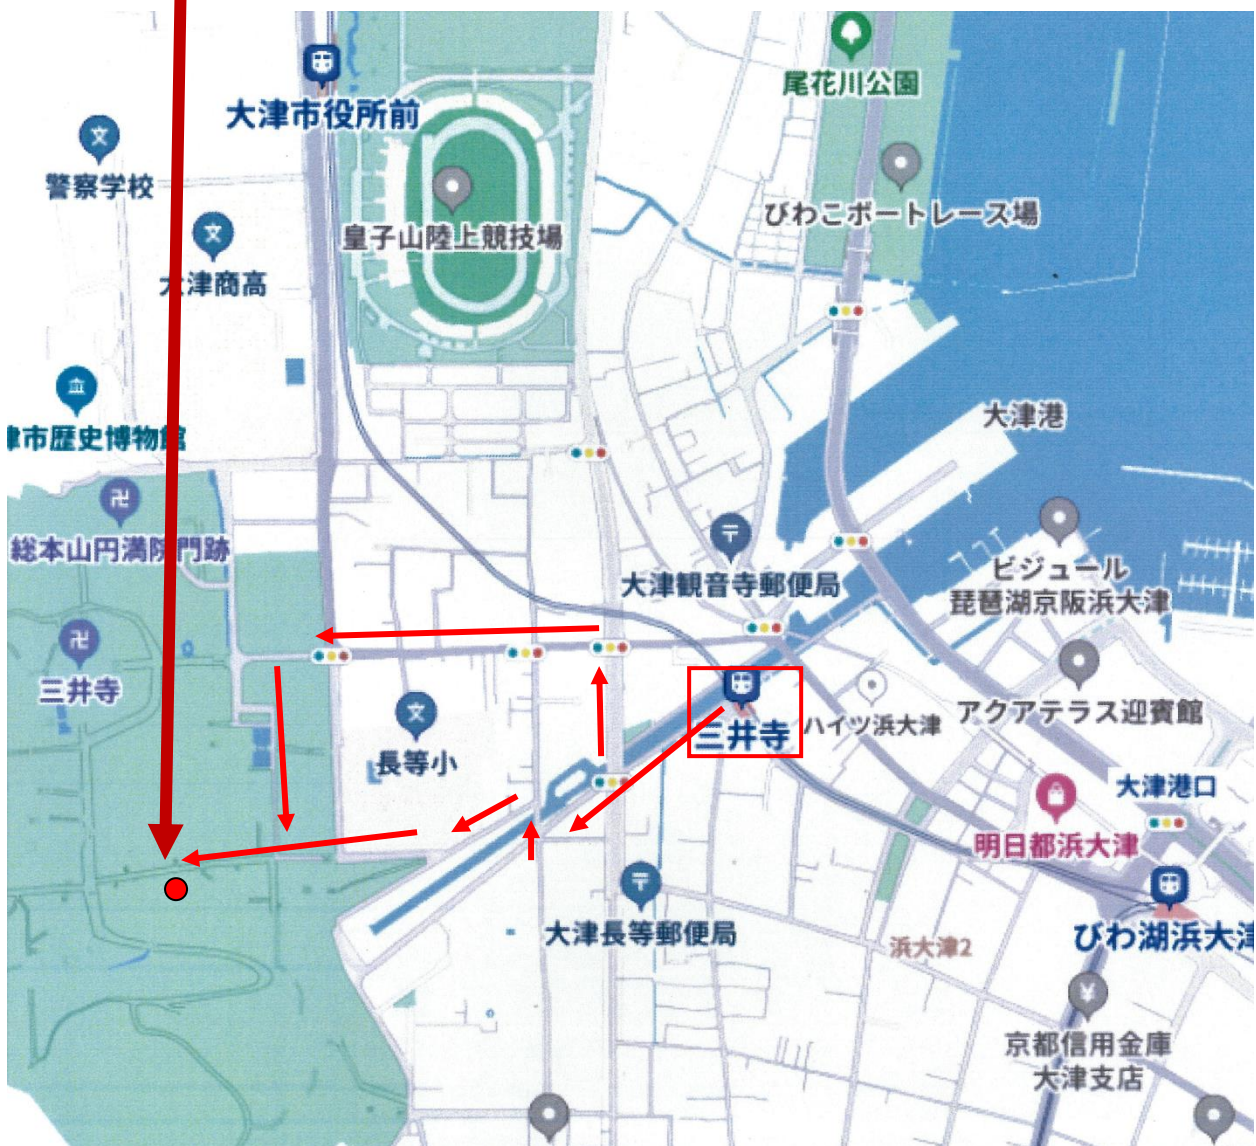 大津市役所前
尾花川公園
警察学校
びわこボートレース場
皇子山陸上競技場
大津商高
大津港
津市歴史博物館
卍
総本山円満院門跡
〒
大津観音寺郵便局
ビジュール
琵琶湖京阪浜大津
卍
三井寺
文
文
文
長等小
三井寺
ハイツ浜大津
アクアテラス迎賓館
大津港口
明日都浜大津
〒
大津長等郵便局
浜大津2
びわ湖浜大津
¥
京都信用金庫
大津支店